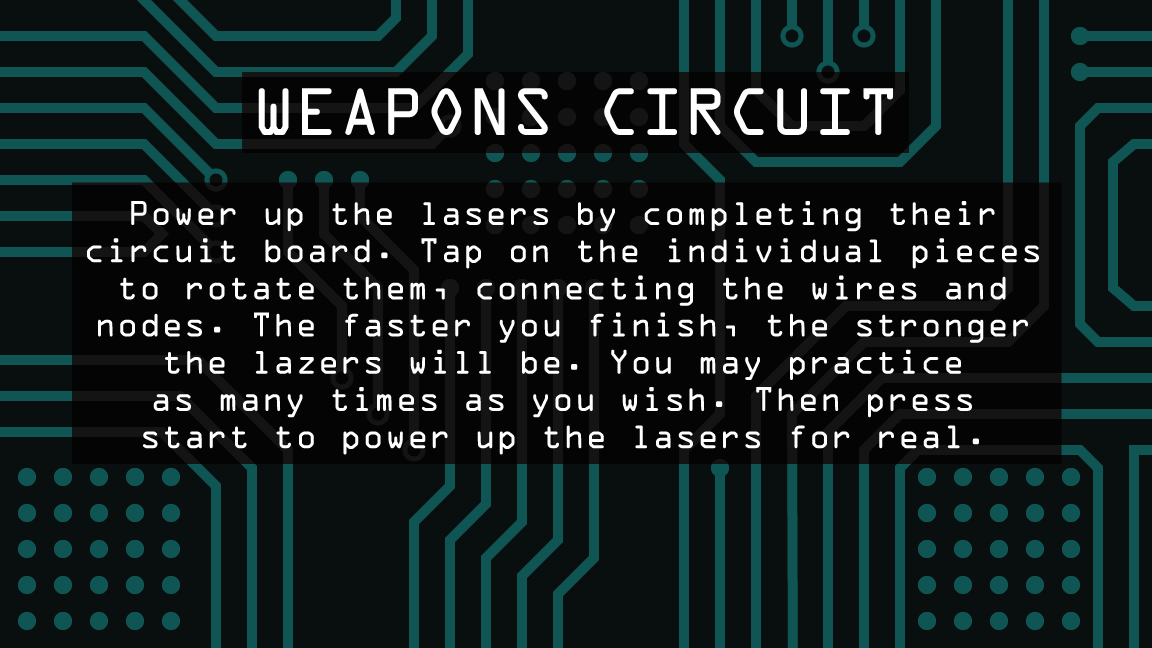 WEAPONS CIRCUIT
Power up the lasers by completing their
circuit board. Tap on the individual pieces
to rotate them, connecting the wires and
nodes. The faster you finish, the stronger
the lazers will be. You may practice
as many times as you wish. Then press
start to power up the lasers for real.